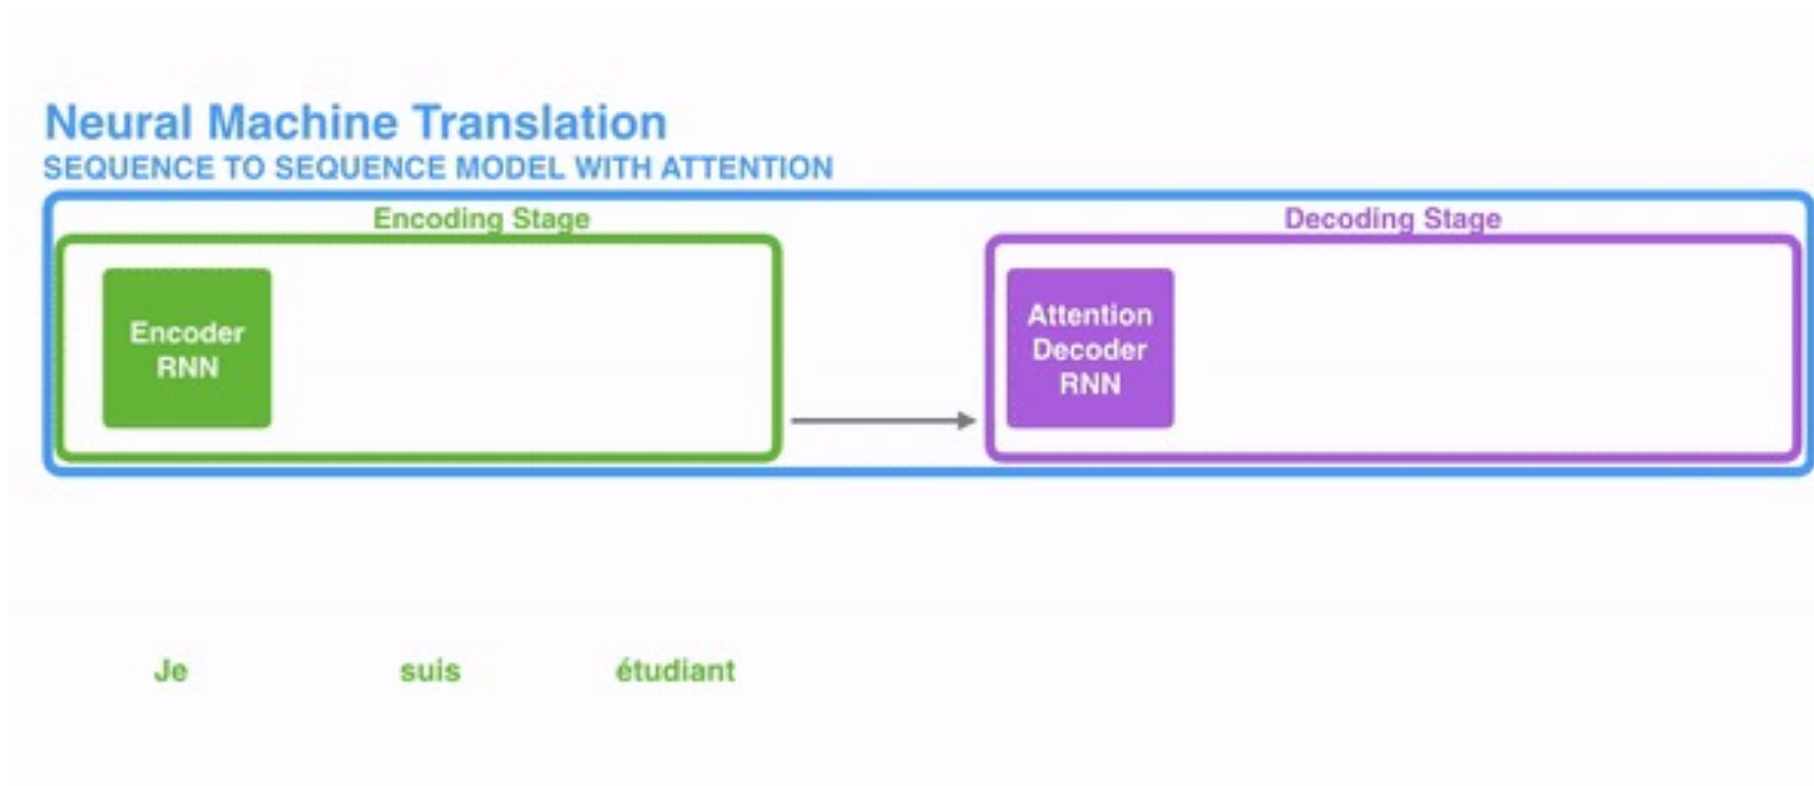 Neural Machine Translation
SEQUENCE TO SEQUENCE MODEL WITH ATTENTION
Encoding Stage
Decoding Stage
Encoder
RNN
Attention
Decoder
RNN
Je suis étudiant